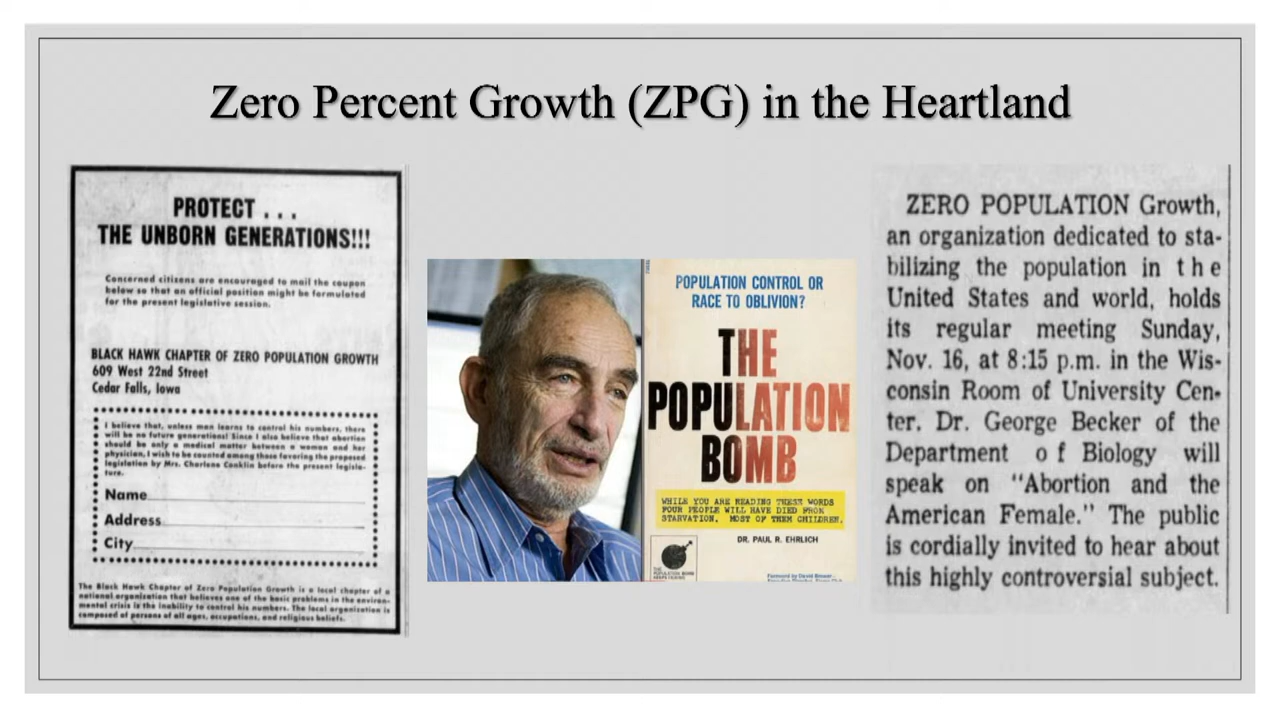 Zero Percent Growth (ZPG) in the Heartland
PROTECT . . .
THE UNBORN GENERATIONS!!!
Concerned citizens are encouraged to mail the coupon
below so that an official position might be formulated
for the present legislative session.
BLACK HAWK CHAPTER OF ZERO POPULATION GROWTH
609 West 22nd Street
Cedar Falls, Iowa
I believe that, unless man learns to control his numbers, there
will be no future generations! Since I also believe that abortion
should be only a medical matter between a woman and her
physician, I wish to be counted among those favoring the proposed
legislation by Mrs. Charlene Conklin before the present legisla-
ture.
Name
Address
City
The Black Hawk Chapter of Zero Population Growth is a local chapter of a
national organization that believes one of the basic problems in the environ-
mental crisis is the inability to control his numbers. The local organization is
composed of persons of all ages, occupations, and religious beliefs.
POPULATION CONTROL OR
RACE TO OBLIVION?
THE
POPULATION
BOMB
WHILE YOU ARE READING THESE WORDS
FOUR PEOPLE WILL HAVE DIED FROM
STARVATION. MOST OF THEM CHILDREN.
DR. PAUL R. EHRLICH
THE
POPULATION BOMB
KEEPS TICKING
Foreword by David Brower
ZERO POPULATION Growth,
an organization dedicated to sta-
bilizing the population in the
United States and world, holds
its regular meeting Sunday,
Nov. 16, at 8:15 p.m. in the Wis-
consin Room of University Cen-
ter. Dr. George Becker of the
Department of Biology will
speak on "Abortion and the
American Female." The public
is cordially invited to hear about
this highly controversial subject.